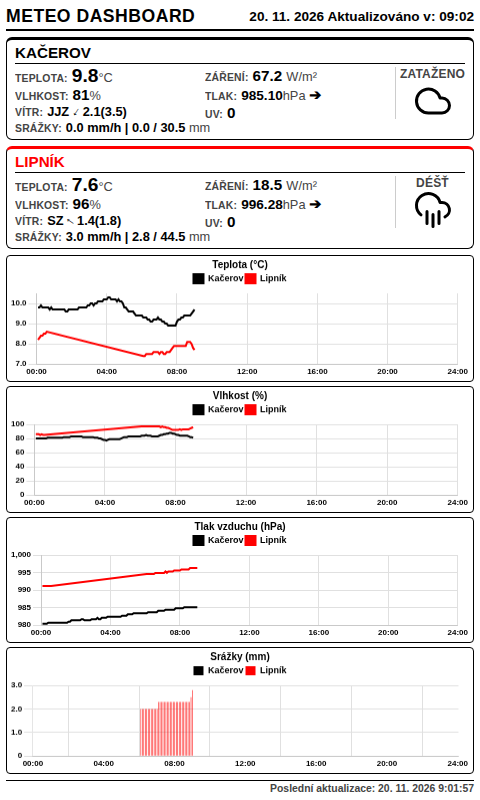 METEO DASHBOARD
20. 11. 2026 Aktualizováno v: 09:02
KAČEROV
TEPLOTA: 9.8°C
ZÁŘENÍ: 67.2 W/m²
ZATAŽENO
VLHKOST: 81%
TLAK: 985.10hPa ➔
VÍTR: JJZ ↓ 2.1(3.5)
UV: 0
SRÁŽKY: 0.0 mm/h | 0.0 / 30.5 mm
LIPNÍK
TEPLOTA: 7.6°C
ZÁŘENÍ: 18.5 W/m²
DÉŠŤ
VLHKOST: 96%
TLAK: 996.28hPa ➔
VÍTR: SZ ↓ 1.4(1.8)
UV: 0
SRÁŽKY: 3.0 mm/h | 2.8 / 44.5 mm
Teplota (°C)
Kačerov Lipník
10.0
9.0
8.0
7.0
00:00 04:00 08:00 12:00 16:00 20:00 24:00
Vlhkost (%)
Kačerov Lipník
100
80
60
40
20
0
00:00 04:00 08:00 12:00 16:00 20:00 24:00
Tlak vzduchu (hPa)
Kačerov Lipník
1,000
995
990
985
980
00:00 04:00 08:00 12:00 16:00 20:00 24:00
Srážky (mm)
Kačerov Lipník
3.0
2.0
1.0
0
00:00 04:00 08:00 12:00 16:00 20:00 24:00
Poslední aktualizace: 20. 11. 2026 9:01:57